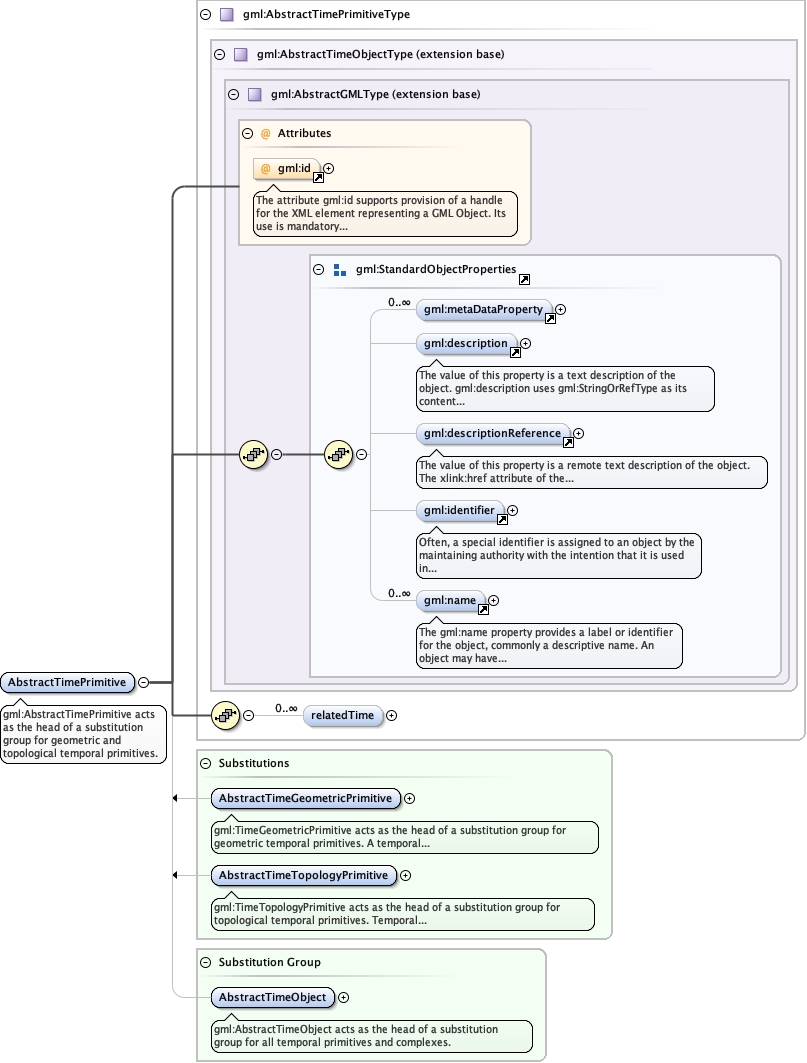 gml:AbstractTimePrimitiveType
gml:AbstractTimeObjectType (extension base)
gml:AbstractGMLType (extension base)
@ Attributes
@ gml:id
The attribute gml:id supports provision of a handle
for the XML element representing a GML Object. Its
use is mandatory...
gml:StandardObjectProperties
0..∞
gml:metaDataProperty
gml:description
The value of this property is a text description of the
object. gml:description uses gml:StringOrRefType as its
content...
gml:descriptionReference
The value of this property is a remote text description of the object.
The xlink:href attribute of the...
gml:identifier
Often, a special identifier is assigned to an object by the
maintaining authority with the intention that it is used
in...
0..∞
gml:name
The gml:name property provides a label or identifier
for the object, commonly a descriptive name. An
object may have...
AbstractTimePrimitive
gml:AbstractTimePrimitive acts
as the head of a substitution
group for geometric and
topological temporal primitives.
0..∞
relatedTime
Substitutions
AbstractTimeGeometricPrimitive
gml:TimeGeometricPrimitive acts as the head of a substitution group for
geometric temporal primitives. A temporal...
AbstractTimeTopologyPrimitive
gml:TimeTopologyPrimitive acts as the head of a substitution group for
topological temporal primitives. Temporal...
Substitution Group
AbstractTimeObject
gml:AbstractTimeObject acts as the head of a substitution
group for all temporal primitives and complexes.